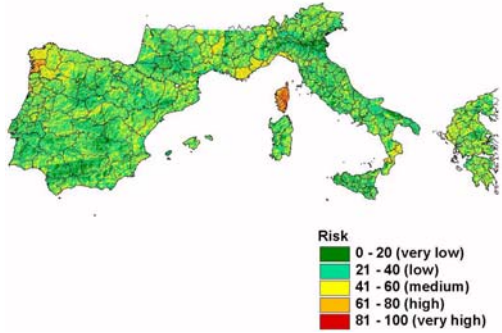 Risk
0 - 20 (very low)
21 - 40 (low)
41 - 60 (medium)
61 - 80 (high)
81 - 100 (very high)